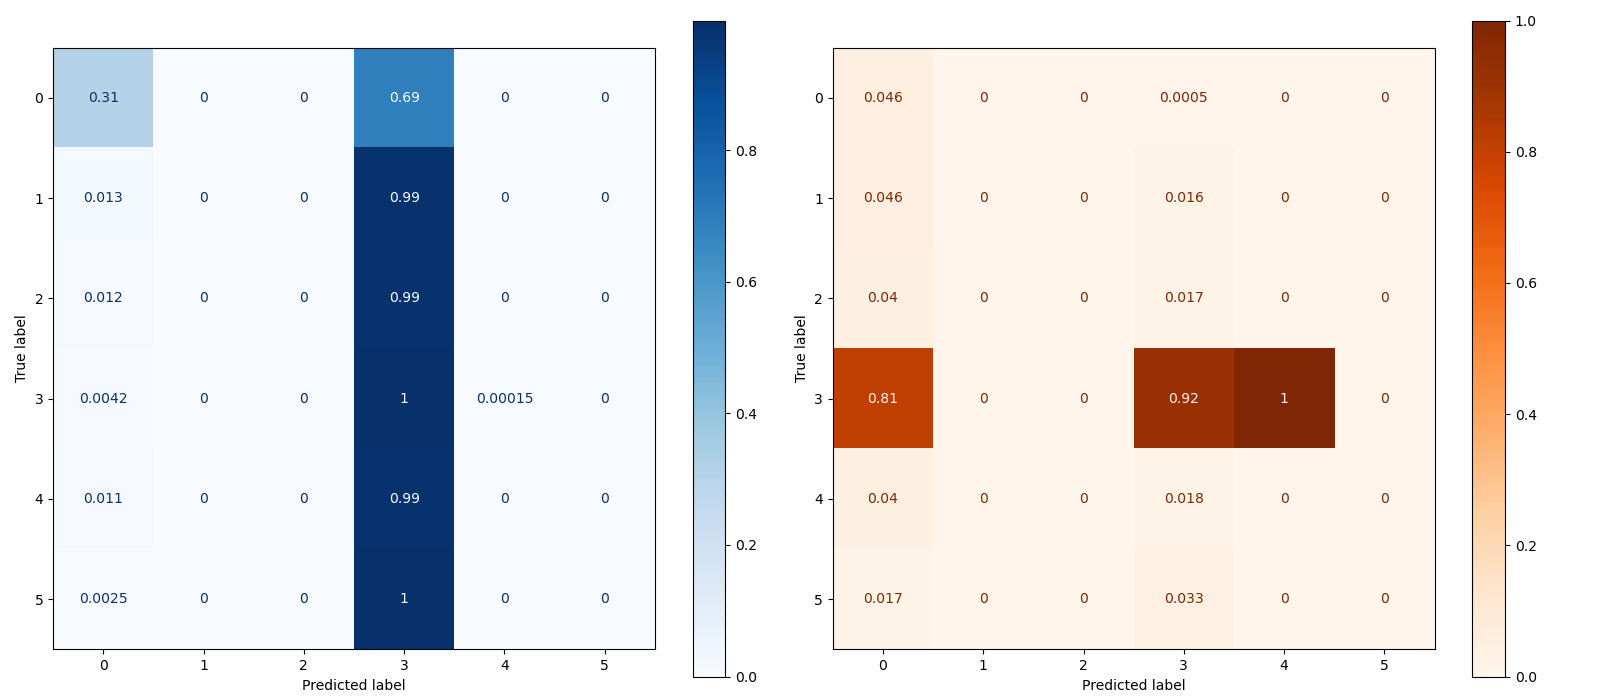 0 0.31 0 0 0.69 0 0
1 0.013 0 0 0.99 0 0
2 0.012 0 0 0.99 0 0
3 0.0042 0 0 1 0.00015 0
4 0.011 0 0 0.99 0 0
5 0.0025 0 0 1 0 0
0 1 2 3 4 5
Predicted label
True label
0.8
0.6
0.4
0.2
0.0
0 0.046 0 0 0.0005 0 0
1 0.046 0 0 0.016 0 0
2 0.04 0 0 0.017 0 0
3 0.81 0 0 0.92 1 0
4 0.04 0 0 0.018 0 0
5 0.017 0 0 0.033 0 0
0 1 2 3 4 5
Predicted label
True label
1.0
0.8
0.6
0.4
0.2
0.0